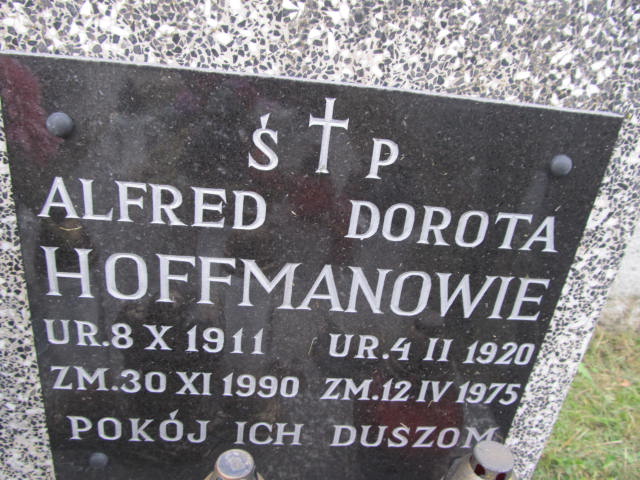 Ś † P
ALFRED DOROTA
HOFFMANOWIE
UR.8 X 1911 UR.4 II 1920
ZM.30 XI 1990 ZM.12 IV 1975
POKÓJ ICH DUSZOM